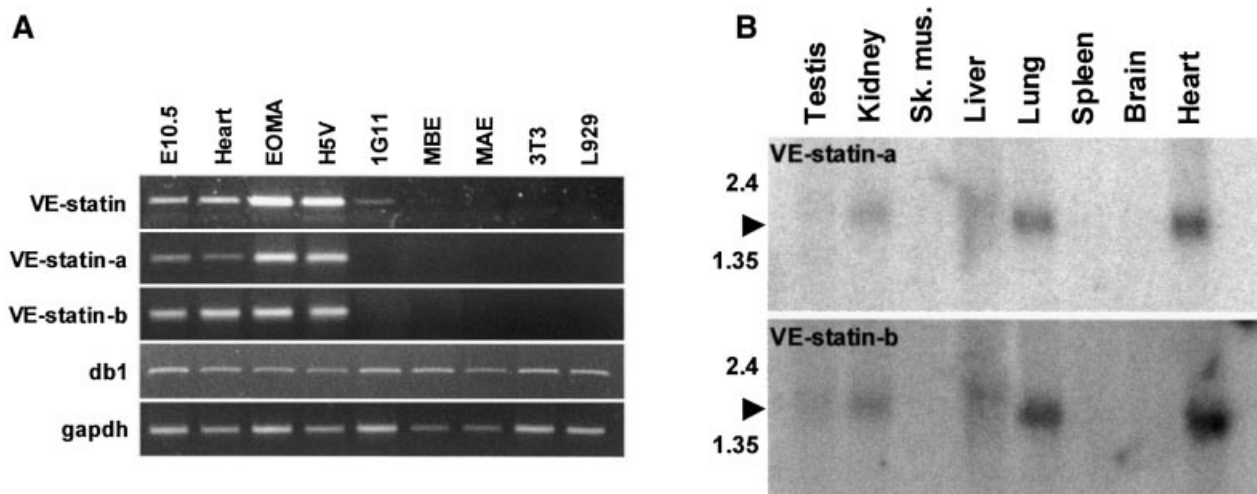 A
E10.5 Heart EOMA H5V 1G11 MBE MAE 3T3 L929
VE-statin
VE-statin-a
VE-statin-b
db1
gapdh
B
Testis Kidney Sk. mus. Liver Lung Spleen Brain Heart
VE-statin-a
2.4
1.35
VE-statin-b
2.4
1.35